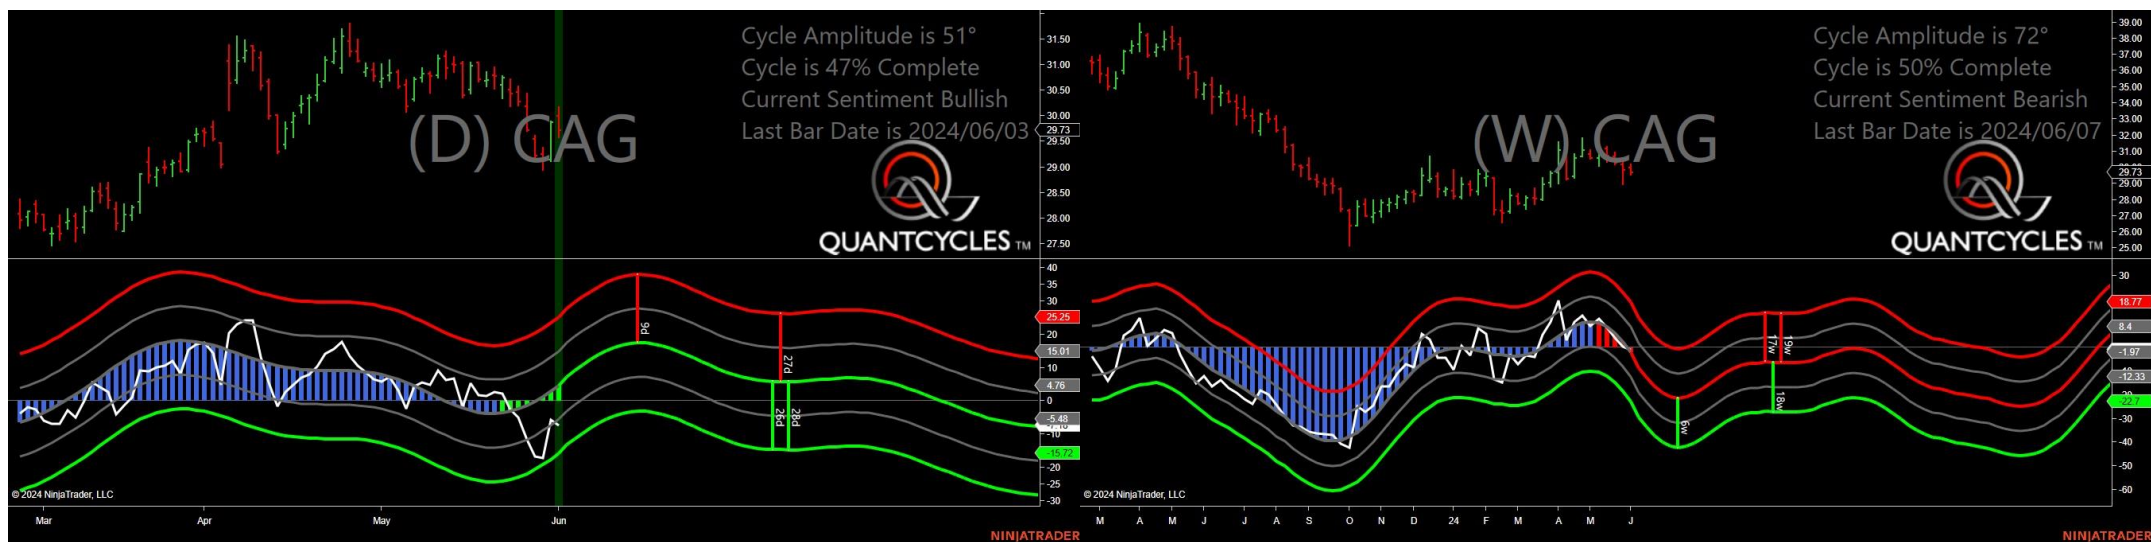 Cycle Amplitude is 51°
Cycle is 47% Complete
Current Sentiment Bullish
Last Bar Date is 2024/06/03
(D) CAG
QUANTCYCLES TM
31.50
31.00
30.50
30.00
29.73
29.50
29.00
28.50
28.00
27.50
40
35
30
25.25
20
15.01
10
4.76
0
-5.48
-10
-15.72
-20
-25
-30
9d
27d
26d
28d
© 2024 NinjaTrader, LLC
Mar
Apr
May
Jun
NINJATRADER
Cycle Amplitude is 72°
Cycle is 50% Complete
Current Sentiment Bearish
Last Bar Date is 2024/06/07
(W) CAG
QUANTCYCLES TM
39.00
38.00
37.00
36.00
35.00
34.00
33.00
32.00
31.00
29.73
29.00
28.00
27.00
26.00
25.00
30
18.77
8.4
-1.97
-12.33
-22.7
-30
-40
-50
-60
6w
17w
19w
18w
© 2024 NinjaTrader, LLC
M A M J J A S O N D 24 F M A M J
NINJATRADER